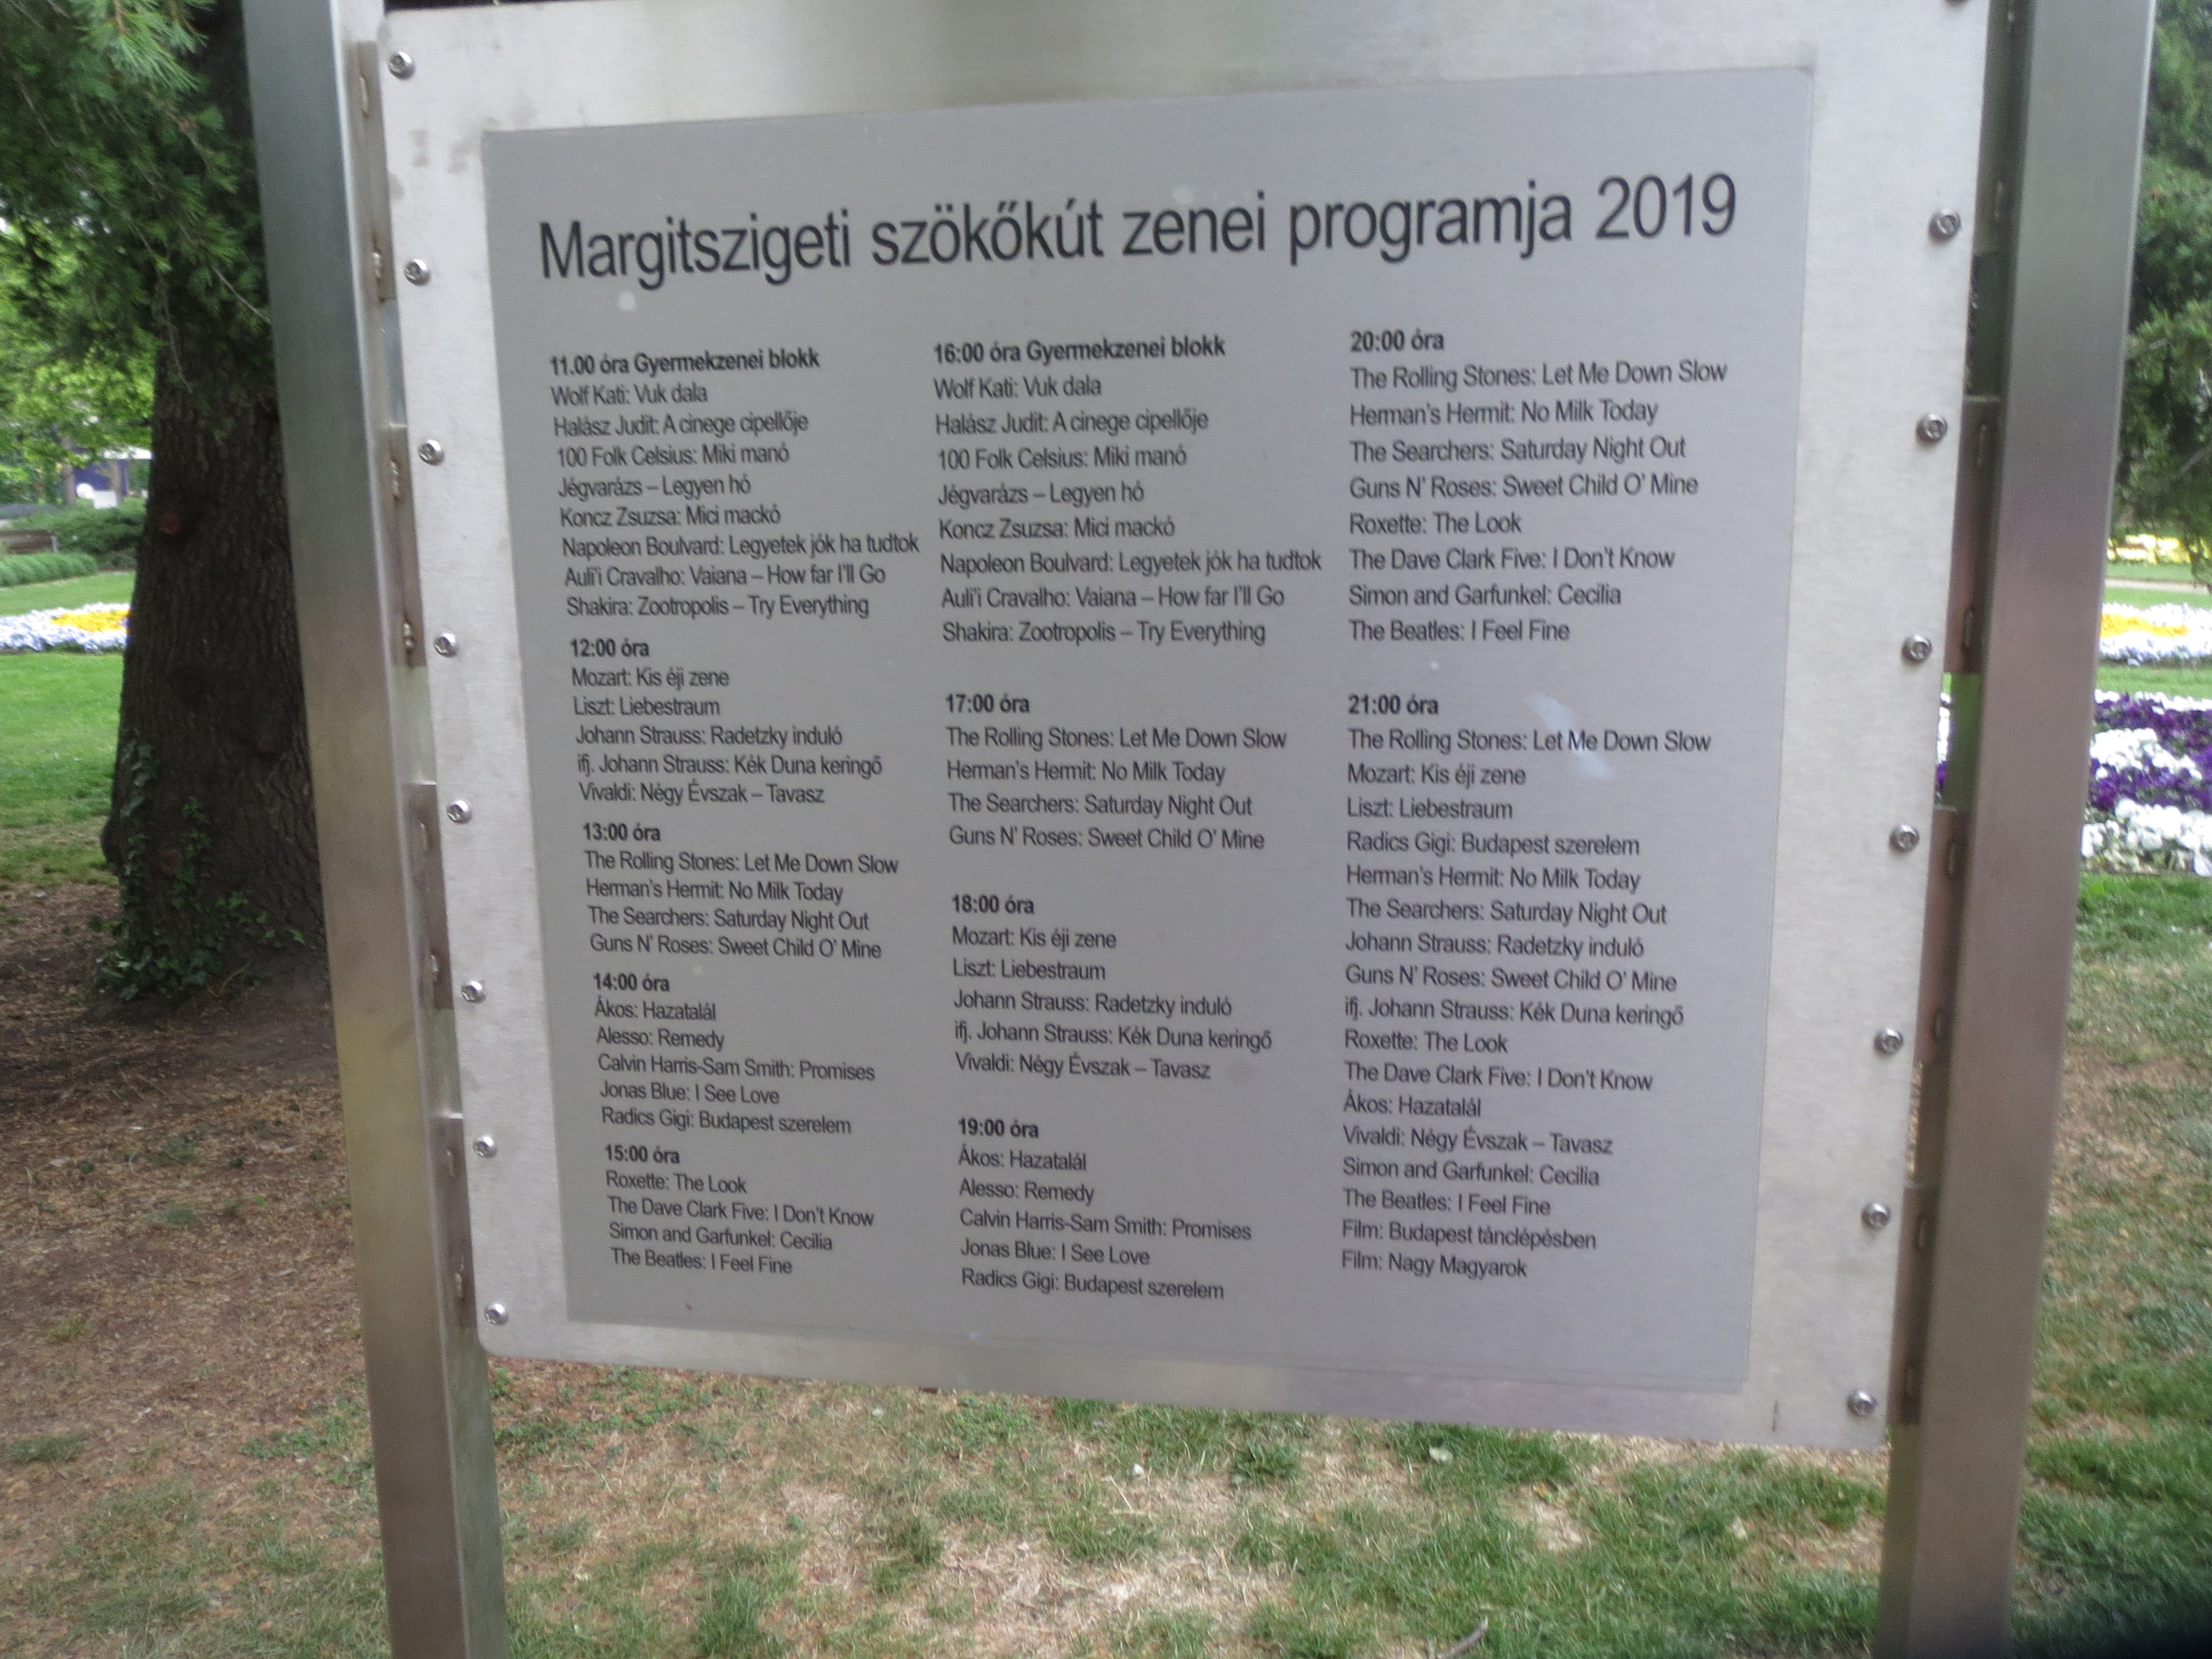 Margitszigeti szökőkút zenei programja 2019
11.00 óra Gyermekzenei blokk
Wolf Kati: Vuk dala
Halász Judit: A cinege cipellője
100 Folk Celsius: Miki manó
Jégvarázs – Legyen hó
Koncz Zsuzsa: Mici mackó
Napoleon Boulvard: Legyetek jók ha tudtok
Auli'i Cravalho: Vaiana – How far I'll Go
Shakira: Zootropolis – Try Everything
12:00 óra
Mozart: Kis éji zene
Liszt: Liebestraum
Johann Strauss: Radetzky induló
ifj. Johann Strauss: Kék Duna keringő
Vivaldi: Négy Évszak – Tavasz
13:00 óra
The Rolling Stones: Let Me Down Slow
Herman's Hermit: No Milk Today
The Searchers: Saturday Night Out
Guns N' Roses: Sweet Child O' Mine
14:00 óra
Ákos: Hazatalál
Alesso: Remedy
Calvin Harris-Sam Smith: Promises
Jonas Blue: I See Love
Radics Gigi: Budapest szerelem
15:00 óra
Roxette: The Look
The Dave Clark Five: I Don't Know
Simon and Garfunkel: Cecilia
The Beatles: I Feel Fine
16:00 óra Gyermekzenei blokk
Wolf Kati: Vuk dala
Halász Judit: A cinege cipellője
100 Folk Celsius: Miki manó
Jégvarázs – Legyen hó
Koncz Zsuzsa: Mici mackó
Napoleon Boulvard: Legyetek jók ha tudtok
Auli'i Cravalho: Vaiana – How far I'll Go
Shakira: Zootropolis – Try Everything
17:00 óra
The Rolling Stones: Let Me Down Slow
Herman's Hermit: No Milk Today
The Searchers: Saturday Night Out
Guns N' Roses: Sweet Child O' Mine
18:00 óra
Mozart: Kis éji zene
Liszt: Liebestraum
Johann Strauss: Radetzky induló
ifj. Johann Strauss: Kék Duna keringő
Vivaldi: Négy Évszak – Tavasz
19:00 óra
Ákos: Hazatalál
Alesso: Remedy
Calvin Harris-Sam Smith: Promises
Jonas Blue: I See Love
Radics Gigi: Budapest szerelem
20:00 óra
The Rolling Stones: Let Me Down Slow
Herman's Hermit: No Milk Today
The Searchers: Saturday Night Out
Guns N' Roses: Sweet Child O' Mine
Roxette: The Look
The Dave Clark Five: I Don't Know
Simon and Garfunkel: Cecilia
The Beatles: I Feel Fine
21:00 óra
The Rolling Stones: Let Me Down Slow
Mozart: Kis éji zene
Liszt: Liebestraum
Radics Gigi: Budapest szerelem
Herman's Hermit: No Milk Today
The Searchers: Saturday Night Out
Johann Strauss: Radetzky induló
Guns N' Roses: Sweet Child O' Mine
ifj. Johann Strauss: Kék Duna keringő
Roxette: The Look
The Dave Clark Five: I Don't Know
Ákos: Hazatalál
Vivaldi: Négy Évszak – Tavasz
Simon and Garfunkel: Cecilia
The Beatles: I Feel Fine
Film: Budapest tánclépésben
Film: Nagy Magyarok